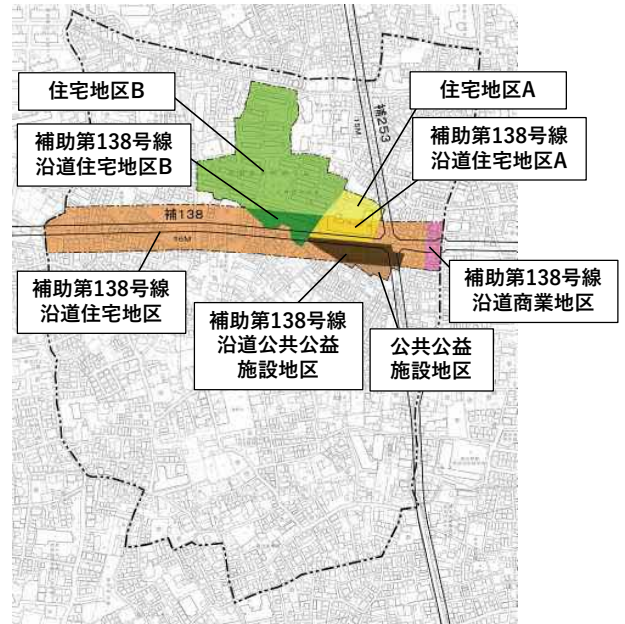 住宅地区B
住宅地区A
補助第138号線
沿道住宅地区B
補助第138号線
沿道住宅地区A
補253
15M
補138
16M
補助第138号線
沿道住宅地区
補助第138号線
沿道公共公益
施設地区
公共公益
施設地区
補助第138号線
沿道商業地区